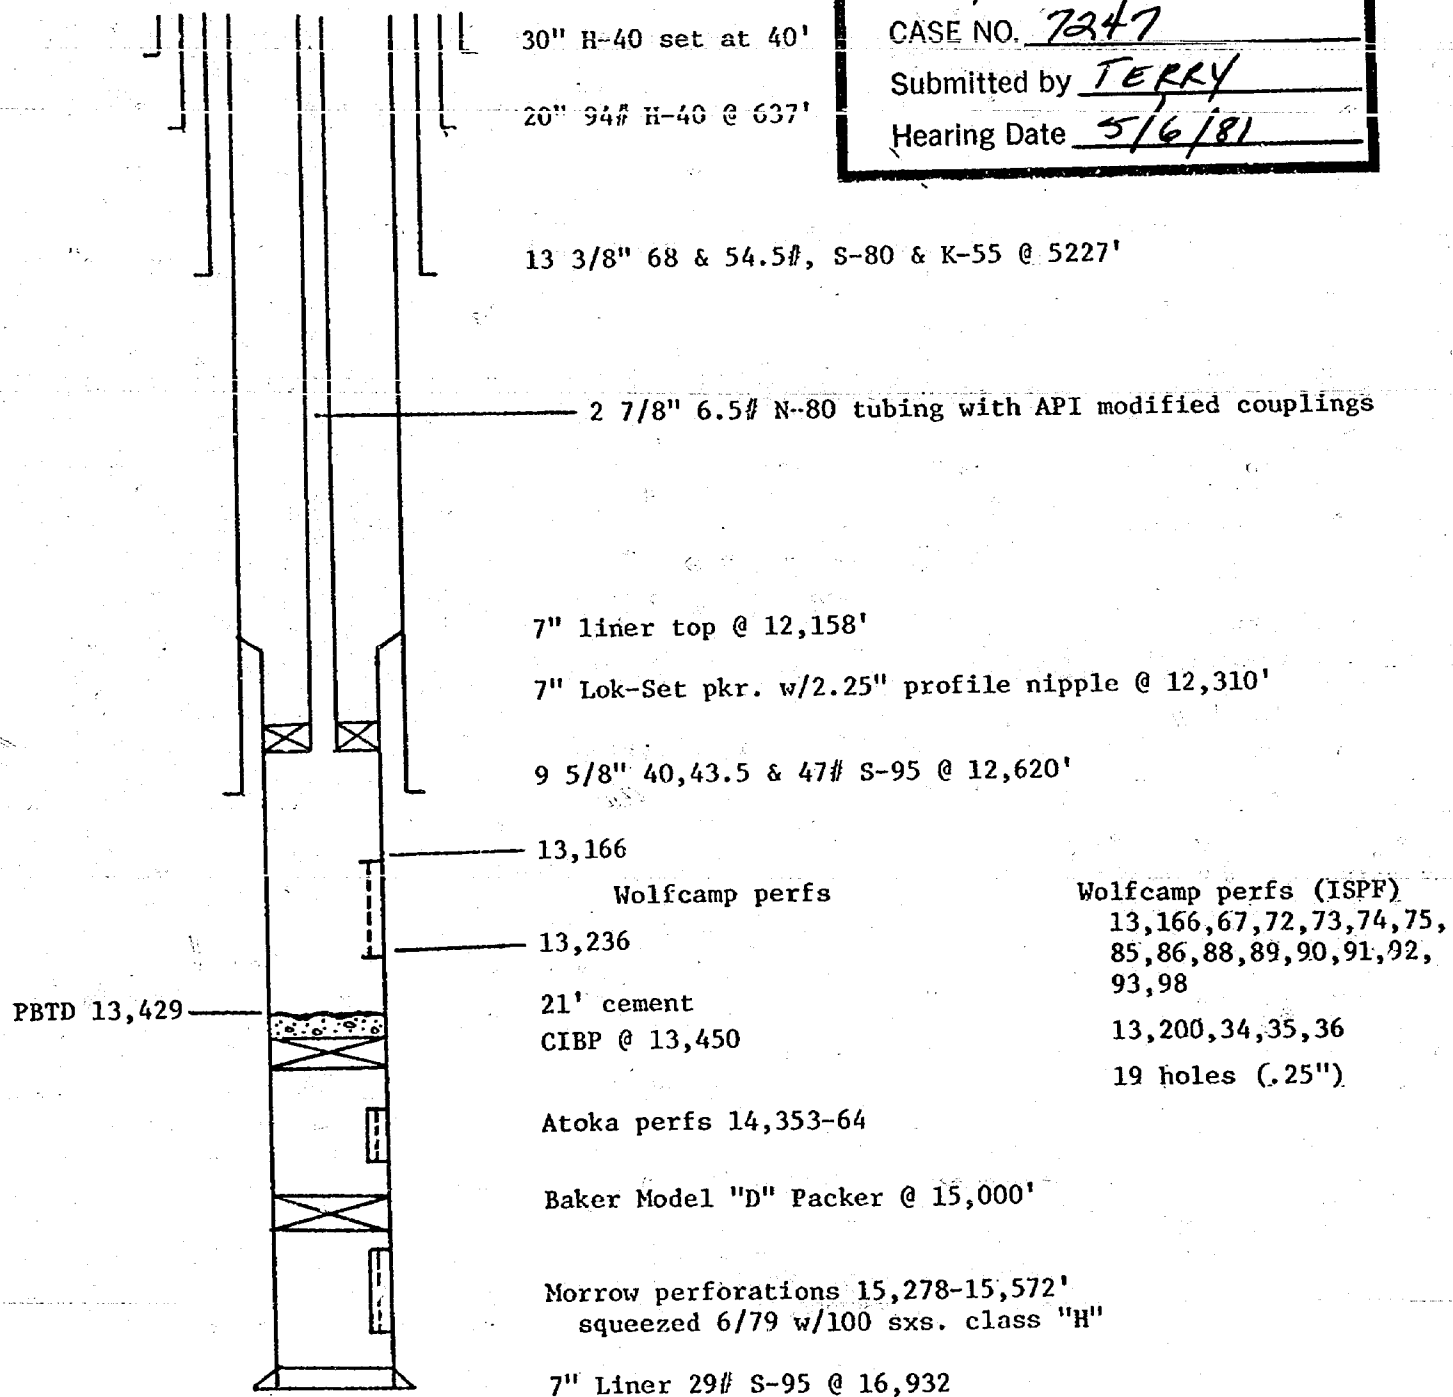 CASE NO. 7247
Submitted by TERRY
Hearing Date 5/6/81
30" H-40 set at 40'
20" 94# H-40 @ 637'
13 3/8" 68 & 54.5#, S-80 & K-55 @ 5227'
2 7/8" 6.5# N-80 tubing with API modified couplings
7" liner top @ 12,158'
7" Lok-Set pkr. w/2.25" profile nipple @ 12,310'
9 5/8" 40,43.5 & 47# S-95 @ 12,620'
13,166
Wolfcamp perfs
13,236
Wolfcamp perfs (ISPF)
13,166,67,72,73,74,75,
85,86,88,89,90,91,92,
93,98
13,200,34,35,36
19 holes (.25")
PBTD 13,429
21' cement
CIBP @ 13,450
Atoka perfs 14,353-64
Baker Model "D" Packer @ 15,000'
Morrow perforations 15,278-15,572'
squeezed 6/79 w/100 sxs. class "H"
7" Liner 29# S-95 @ 16,932